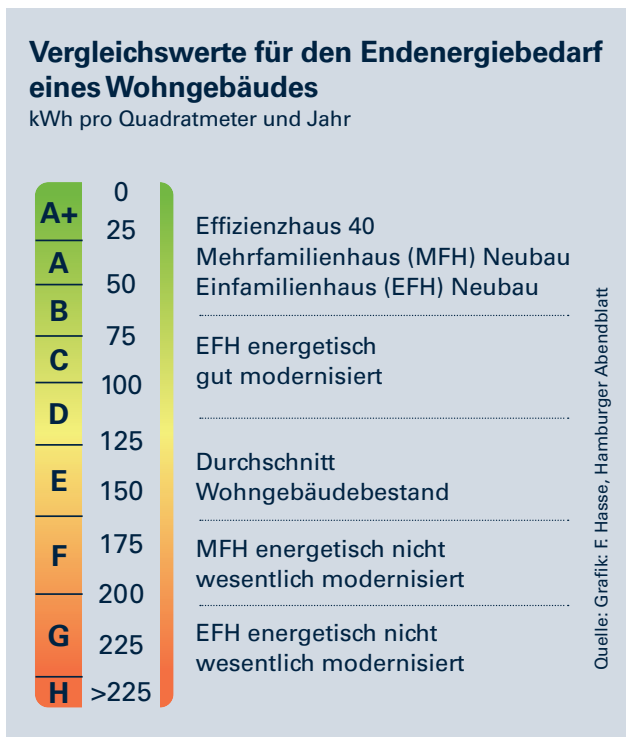 Vergleichswerte für den Endenergiebedarf
eines Wohngebäudes
kWh pro Quadratmeter und Jahr
0
A+
25
Effizienzhaus 40
Mehrfamilienhaus (MFH) Neubau
A
50
Einfamilienhaus (EFH) Neubau
B
75
EFH energetisch
C
gut modernisiert
100
D
125
Durchschnitt
E
150
Wohngebäudebestand
175
MFH energetisch nicht
F
wesentlich modernisiert
200
EFH energetisch nicht
G
225
wesentlich modernisiert
H
>225
Quelle: Grafik: F. Hasse, Hamburger Abendblatt